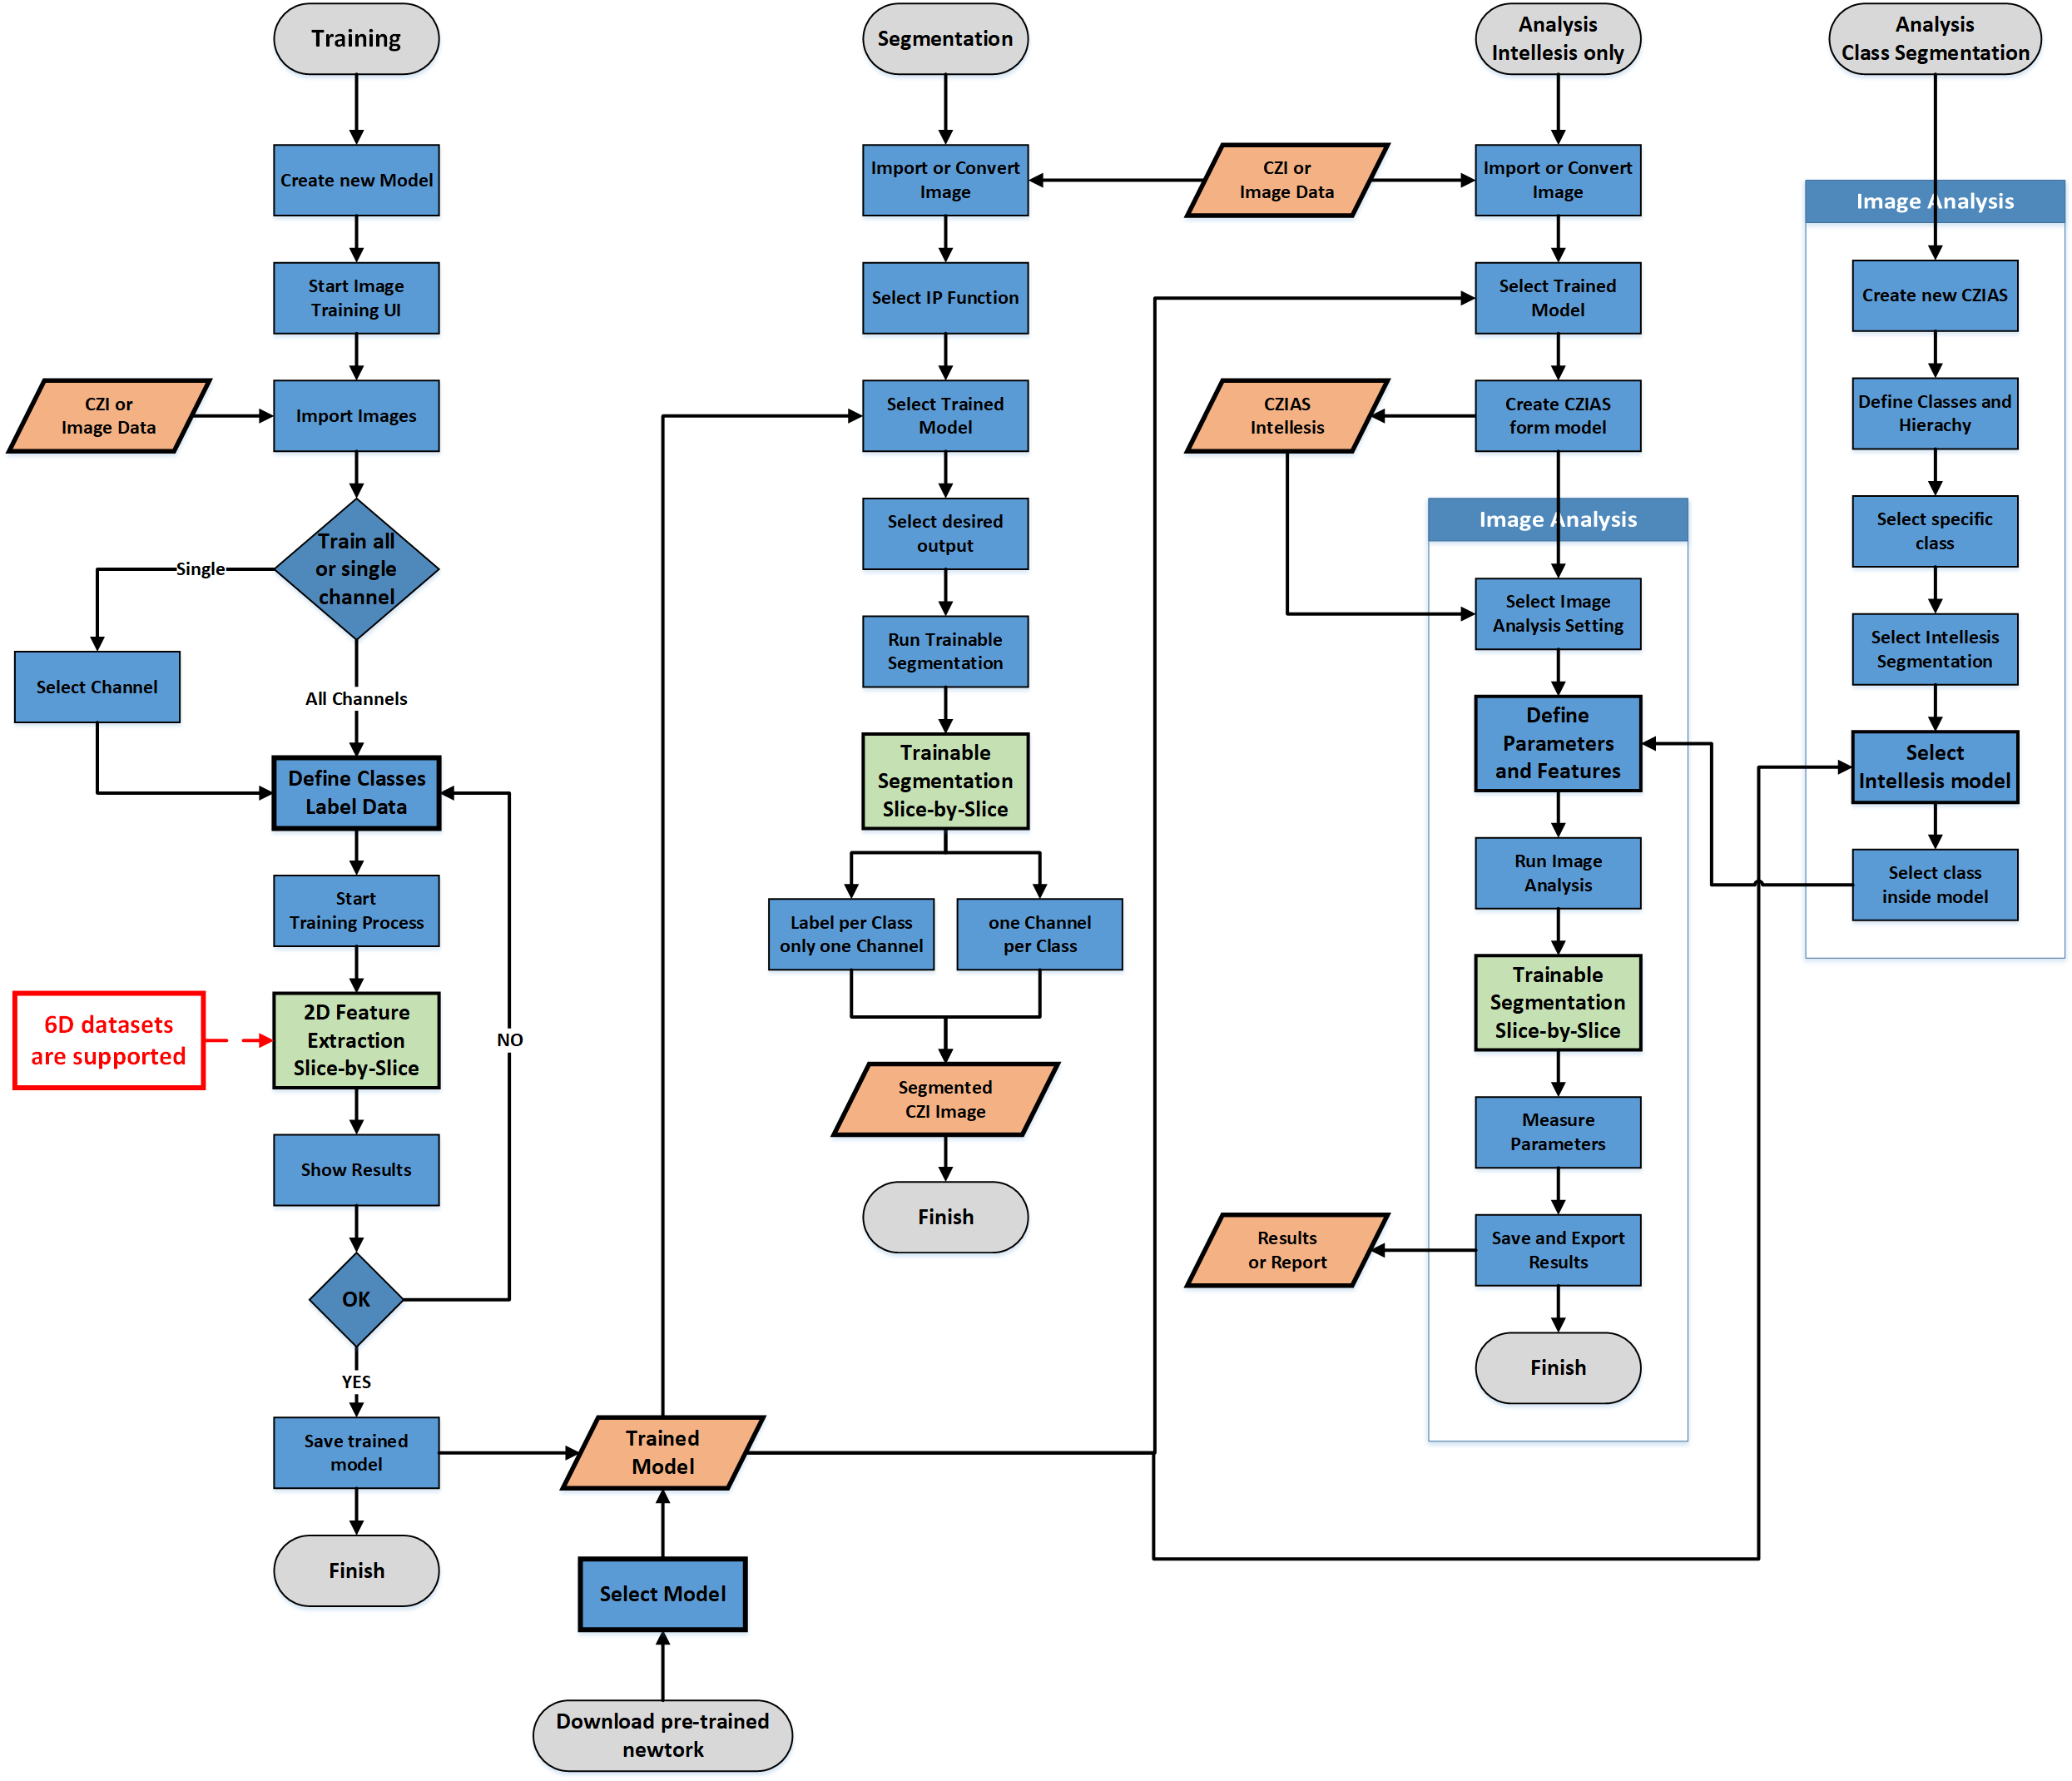 Training
Create new Model
Start Image
Training UI
CZI or
Image Data
Import Images
Train all
or single
channel
Single
Select Channel
All Channels
Define Classes
Label Data
Start
Training Process
6D datasets
are supported
2D Feature
Extraction
Slice-by-Slice
NO
Show Results
OK
YES
Save trained
model
Finish
Trained
Model
Select Model
Download pre-trained
newtork
Segmentation
Import or Convert
Image
Select IP Function
Select Trained
Model
Select desired
output
Run Trainable
Segmentation
Trainable
Segmentation
Slice-by-Slice
Label per Class
only one Channel
one Channel
per Class
Segmented
CZI Image
Finish
Analysis
Intellesis only
CZI or
Image Data
Import or Convert
Image
Select Trained
Model
CZIAS
Intellesis
Create CZIAS
form model
Image Analysis
Select Image
Analysis Setting
Define
Parameters
and Features
Run Image
Analysis
Trainable
Segmentation
Slice-by-Slice
Measure
Parameters
Results
or Report
Save and Export
Results
Finish
Analysis
Class Segmentation
Image Analysis
Create new CZIAS
Define Classes and
Hierachy
Select specific
class
Select Intellesis
Segmentation
Select
Intellesis model
Select class
inside model